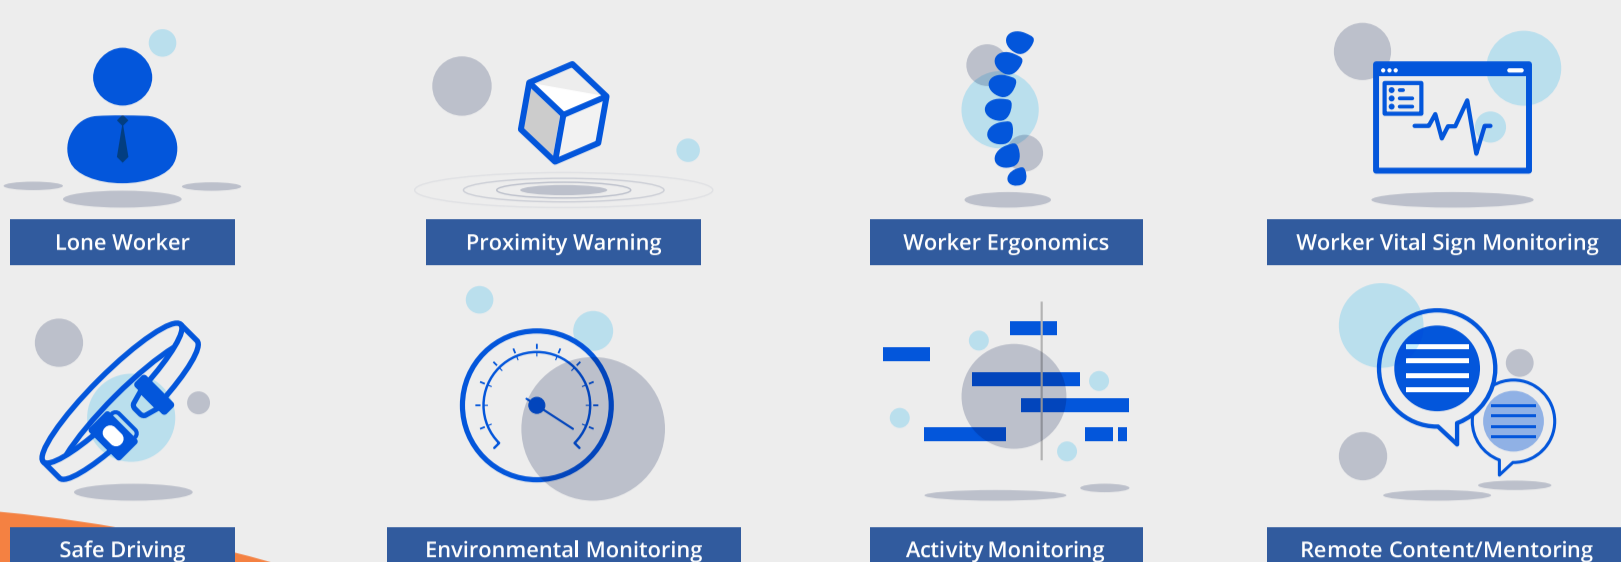 Lone Worker
Proximity Warning
Worker Ergonomics
Worker Vital Sign Monitoring
Safe Driving
Environmental Monitoring
Activity Monitoring
Remote Content/Mentoring